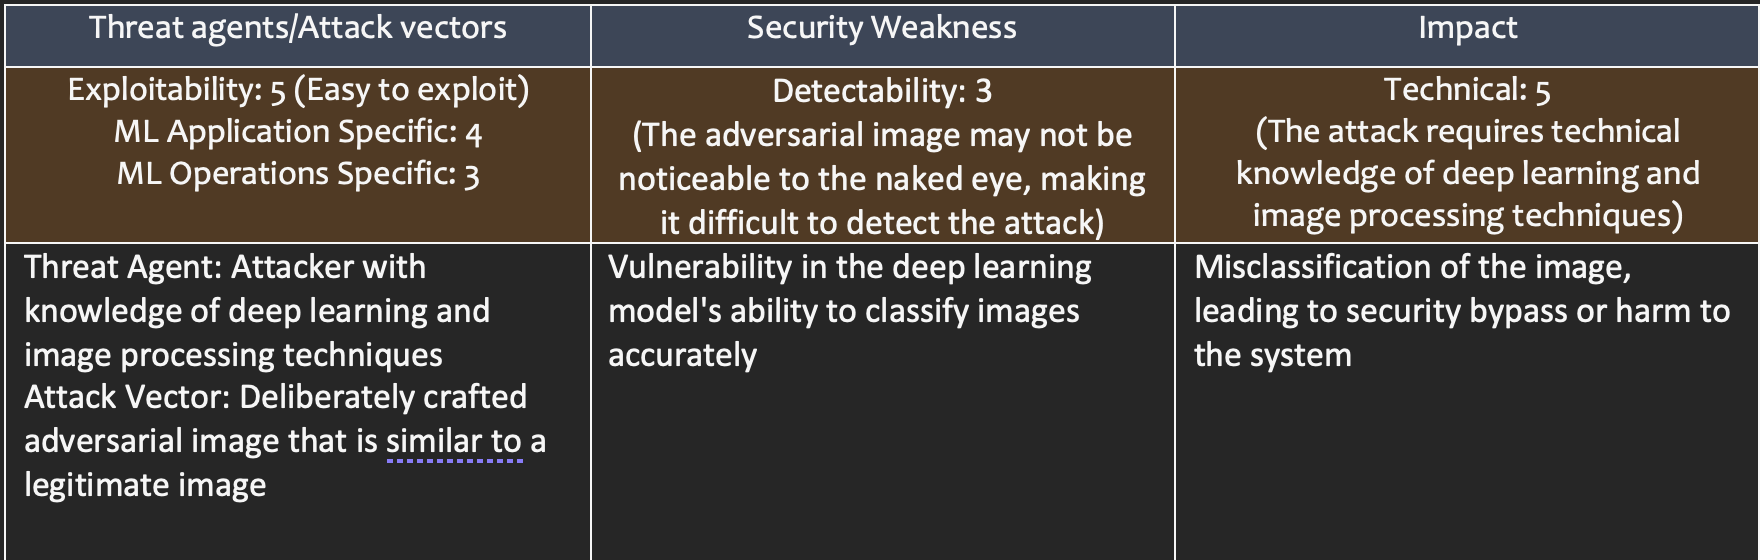 Threat agents/Attack vectors
Security Weakness
Impact
Exploitability: 5 (Easy to exploit)
ML Application Specific: 4
ML Operations Specific: 3
Detectability: 3
(The adversarial image may not be
noticeable to the naked eye, making
it difficult to detect the attack)
Technical: 5
(The attack requires technical
knowledge of deep learning and
image processing techniques)
Threat Agent: Attacker with
knowledge of deep learning and
image processing techniques
Attack Vector: Deliberately crafted
adversarial image that is similar to a
legitimate image
Vulnerability in the deep learning
model's ability to classify images
accurately
Misclassification of the image,
leading to security bypass or harm to
the system